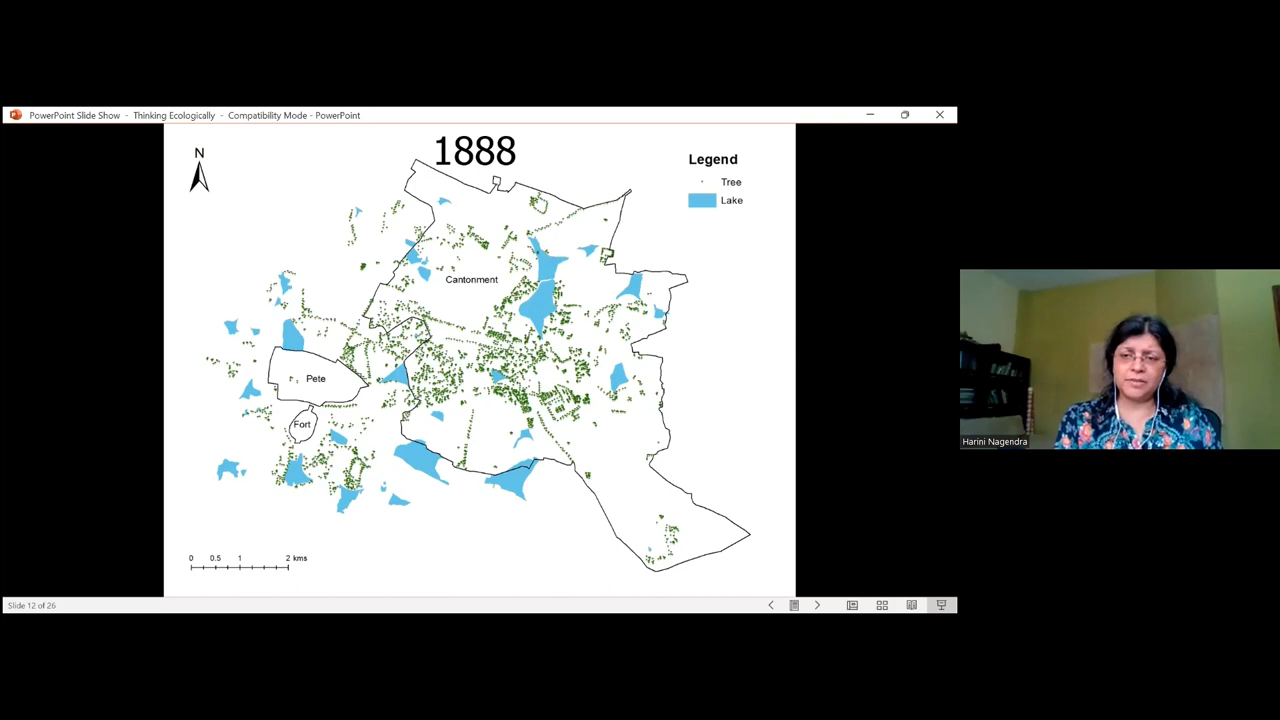 PowerPoint Slide Show - Thinking Ecologically - Compatibility Mode - PowerPoint
N
1888
Legend
Tree
Lake
Cantonment
Pete
Fort
0 0.5 1 2 kms
Harini Nagendra
Slide 12 of 26